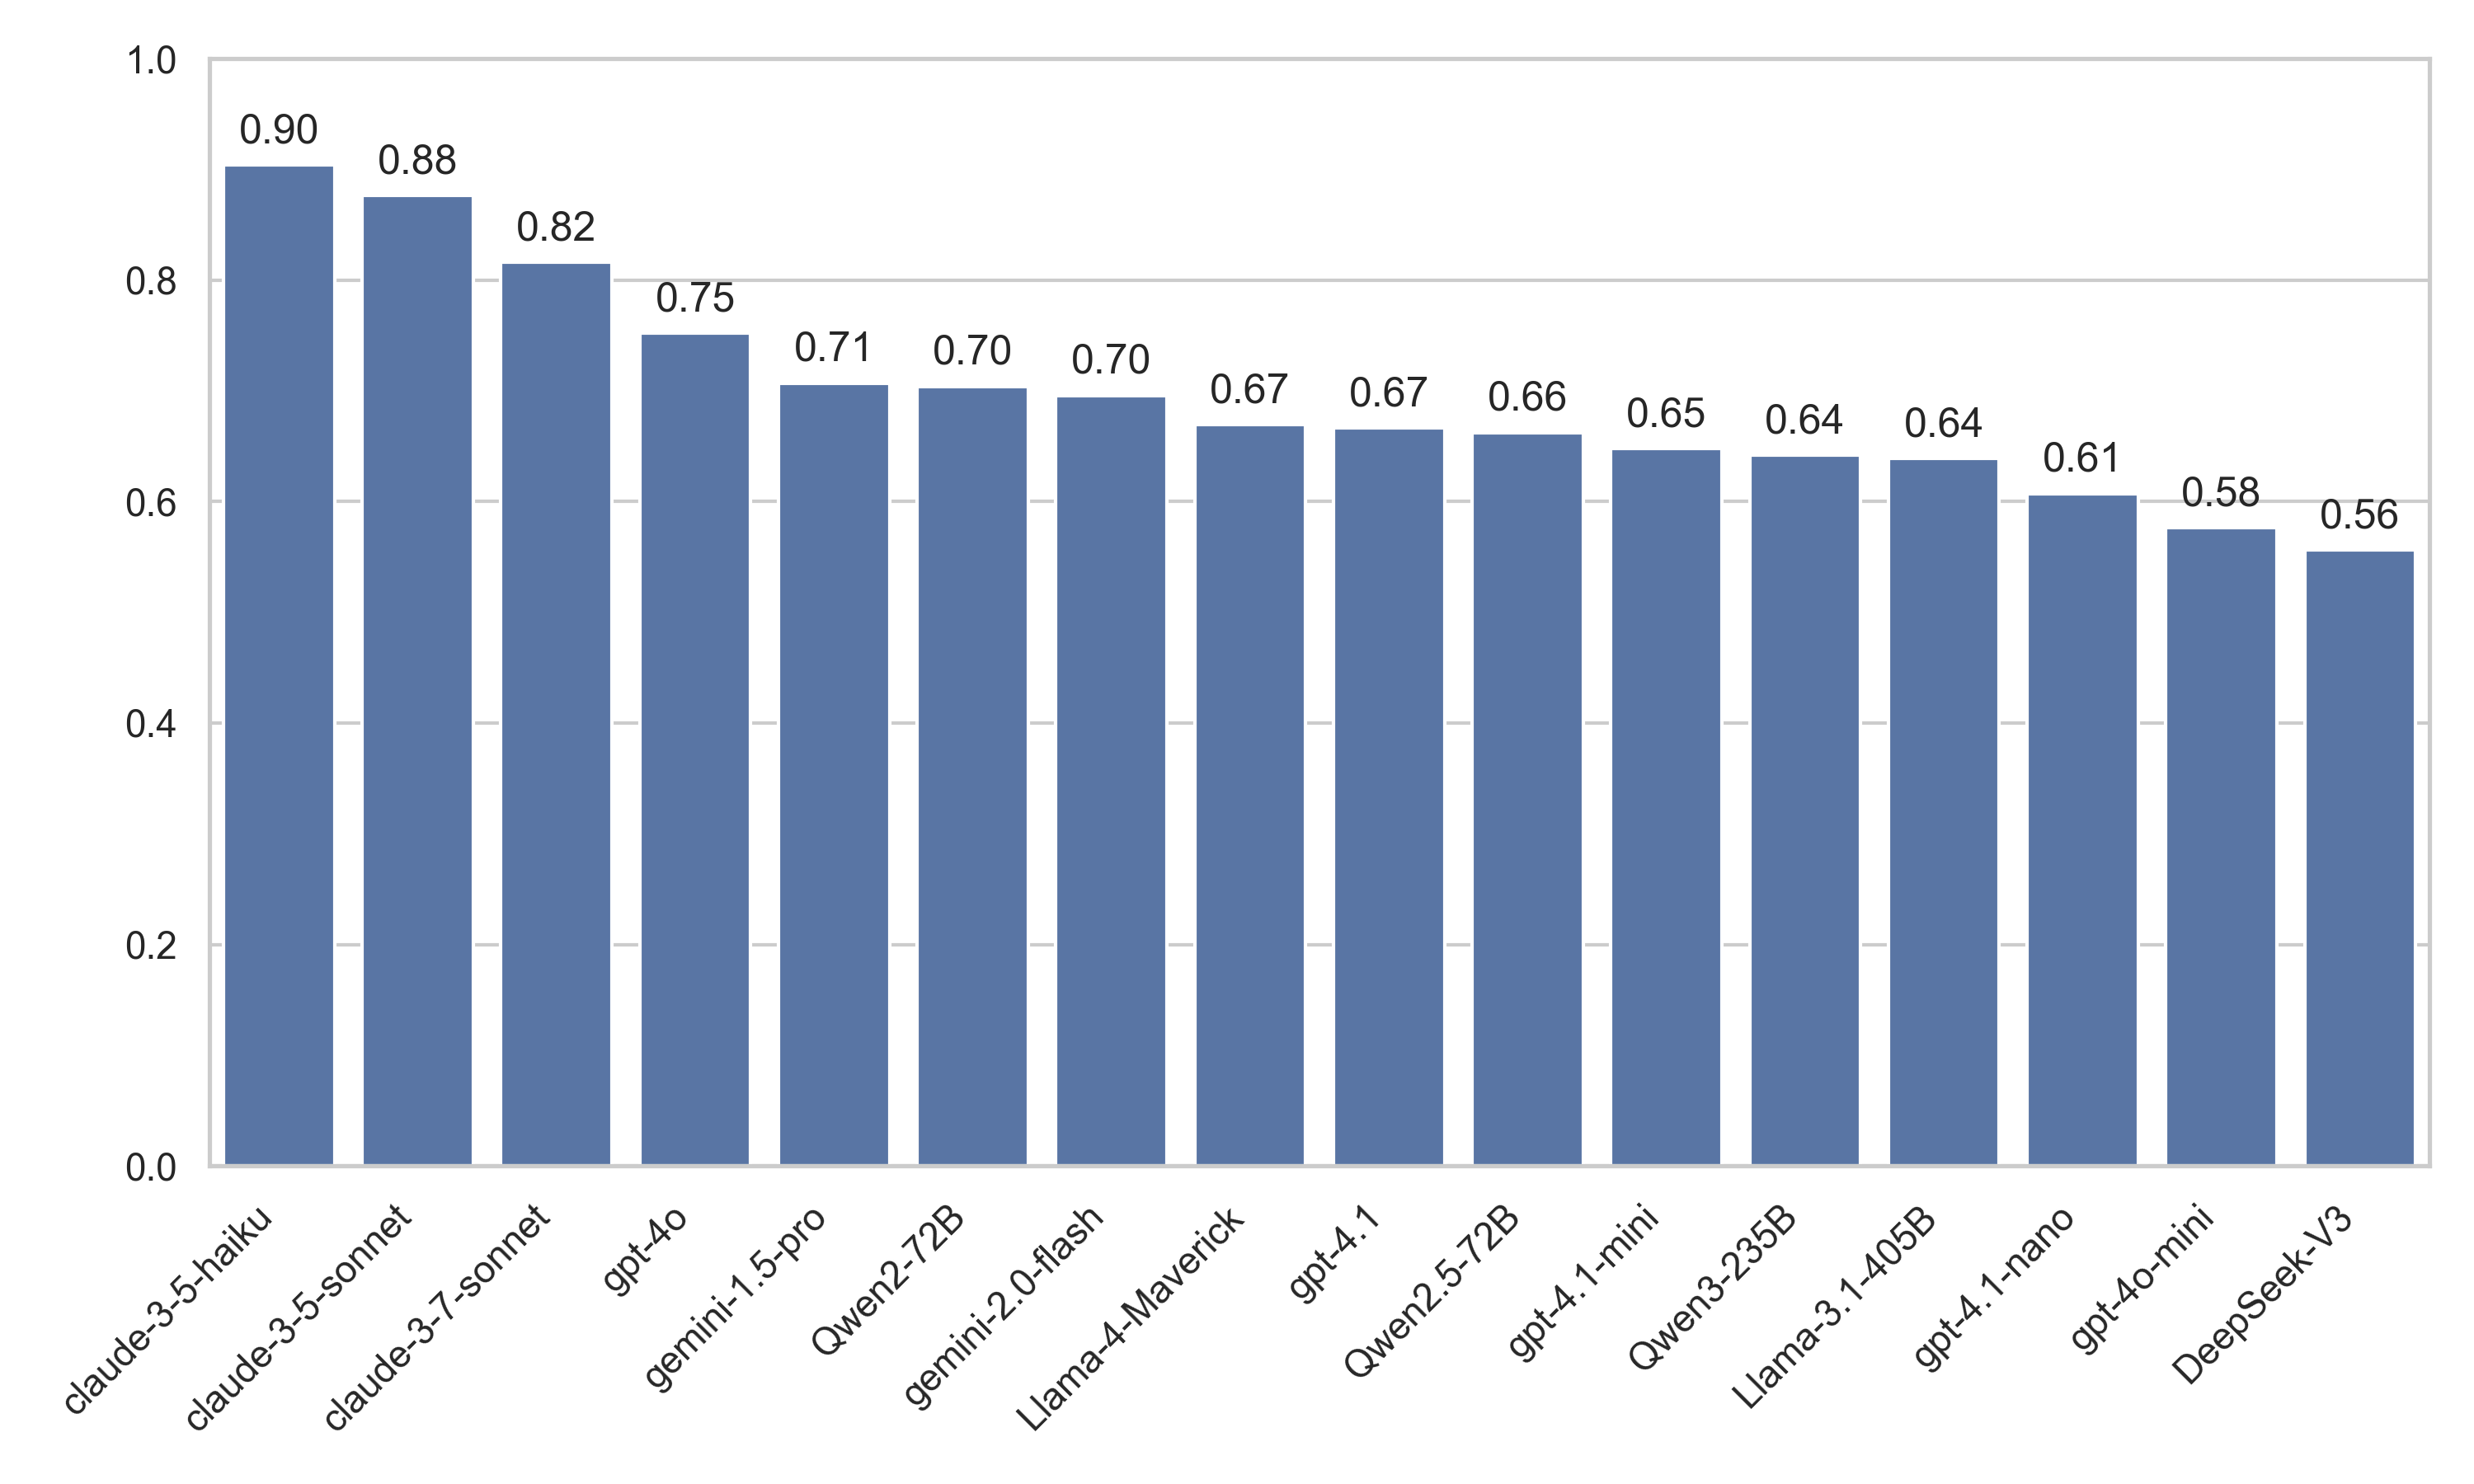 1.0
0.8
0.6
0.4
0.2
0.0
0.90
0.88
0.82
0.75
0.71
0.70
0.70
0.67
0.67
0.66
0.65
0.64
0.64
0.61
0.58
0.56
claude-3-5-haiku
claude-3-5-sonnet
claude-3-7-sonnet
gpt-4o
gemini-1.5-pro
Qwen2-72B
gemini-2.0-flash
Llama-4-Maverick
gpt-4.1
Qwen2.5-72B
gpt-4.1-mini
Qwen3-235B
Llama-3.1-405B
gpt-4.1-nano
gpt-4o-mini
DeepSeek-V3